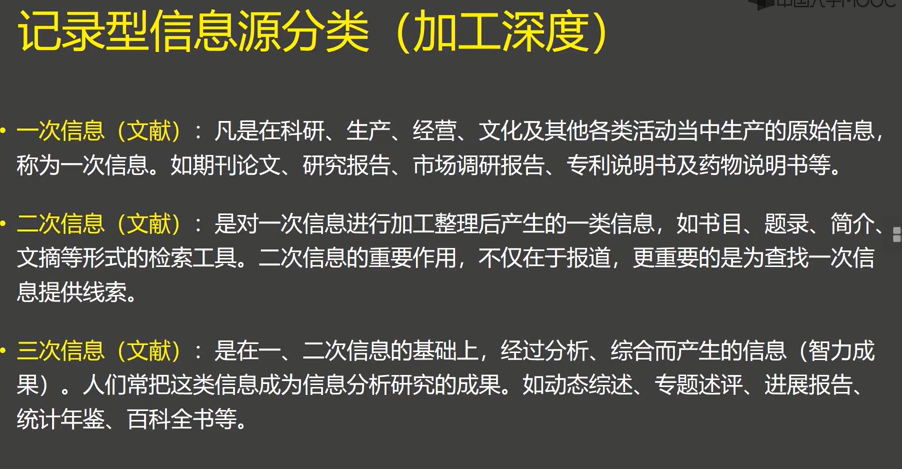 中国大学MOOC
记录型信息源分类（加工深度）
• 一次信息（文献）：凡是在科研、生产、经营、文化及其他各类活动当中生产的原始信息，
称为一次信息。如期刊论文、研究报告、市场调研报告、专利说明书及药物说明书等。
• 二次信息（文献）：是对一次信息进行加工整理后产生的一类信息，如书目、题录、简介、
文摘等形式的检索工具。二次信息的重要作用，不仅在于报道，更重要的是为查找一次信
息提供线索。
• 三次信息（文献）：是在一、二次信息的基础上，经过分析、综合而产生的信息（智力成
果）。人们常把这类信息成为信息分析研究的成果。如动态综述、专题述评、进展报告、
统计年鉴、百科全书等。